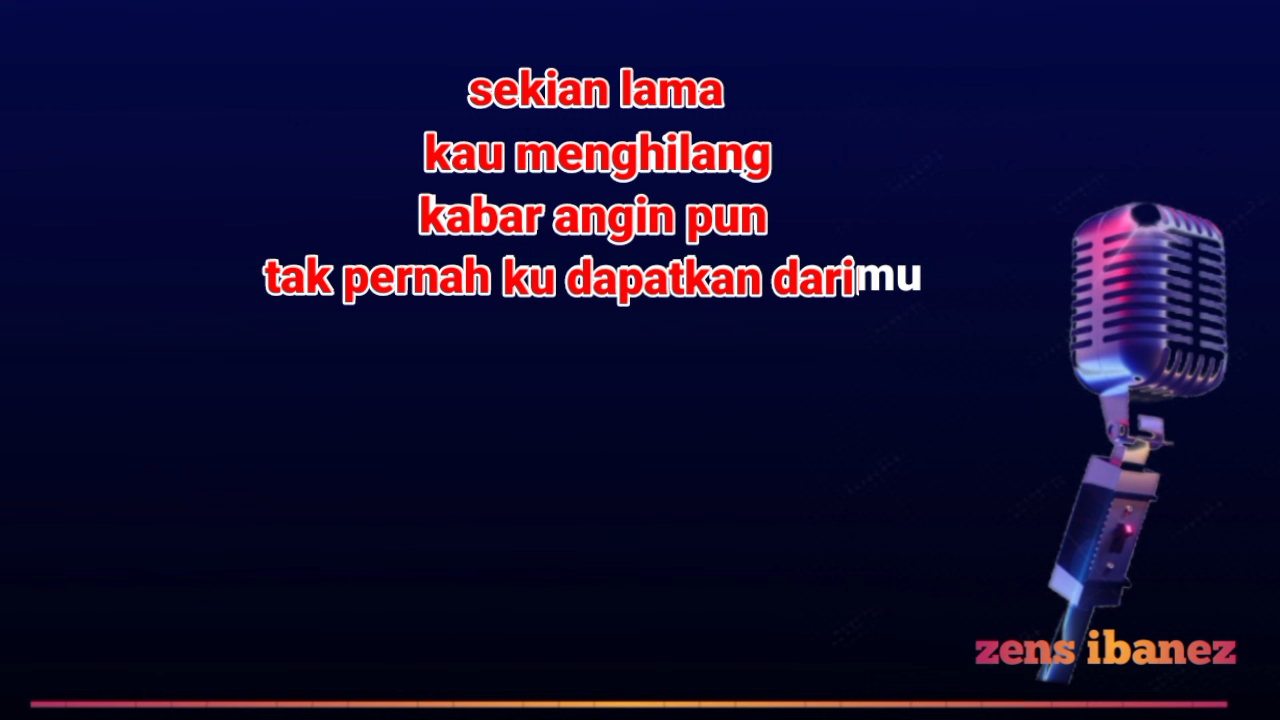 sekian lama
kau menghilang
kabar angin pun
tak pernah ku dapatkan darimu
zens ibanez